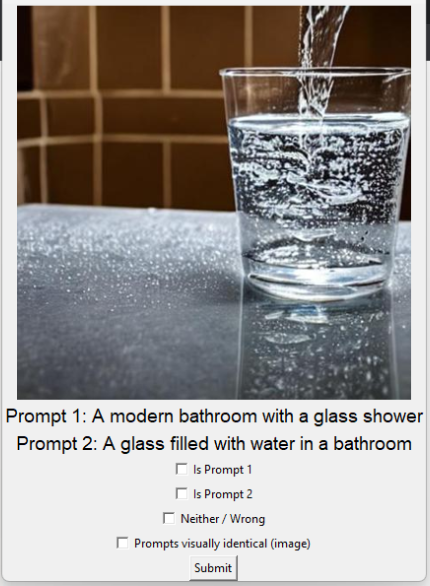 Prompt 1: A modern bathroom with a glass shower
Prompt 2: A glass filled with water in a bathroom
Is Prompt 1
Is Prompt 2
Neither / Wrong
Prompts visually identical (image)
Submit